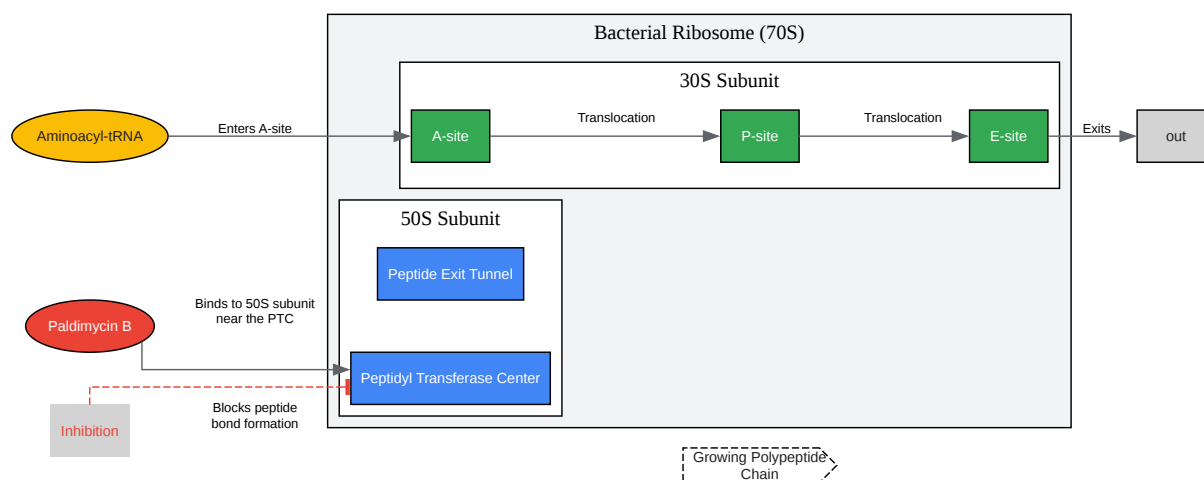 Bacterial Ribosome (70S)
30S Subunit
Aminoacyl-tRNA
Enters A-site
A-site
Translocation
P-site
Translocation
E-site
Exits
out
50S Subunit
Peptide Exit Tunnel
Paldimycin B
Binds to 50S subunit
near the PTC
Peptidyl Transferase Center
Inhibition
Blocks peptide
bond formation
Growing Polypeptide
Chain